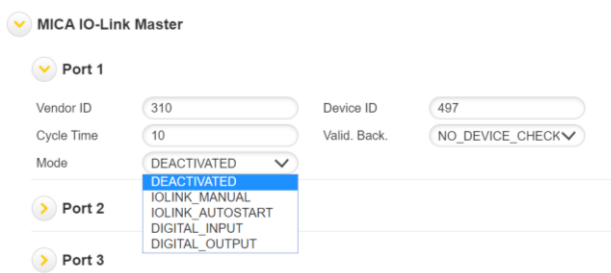 MICA IO-Link Master
Port 1
Vendor ID 310 Device ID 497
Cycle Time 10 Valid. Back. NO_DEVICE_CHECK
Mode DEACTIVATED
DEACTIVATED
IOLINK_MANUAL
IOLINK_AUTOSTART
DIGITAL_INPUT
DIGITAL_OUTPUT
Port 2
Port 3